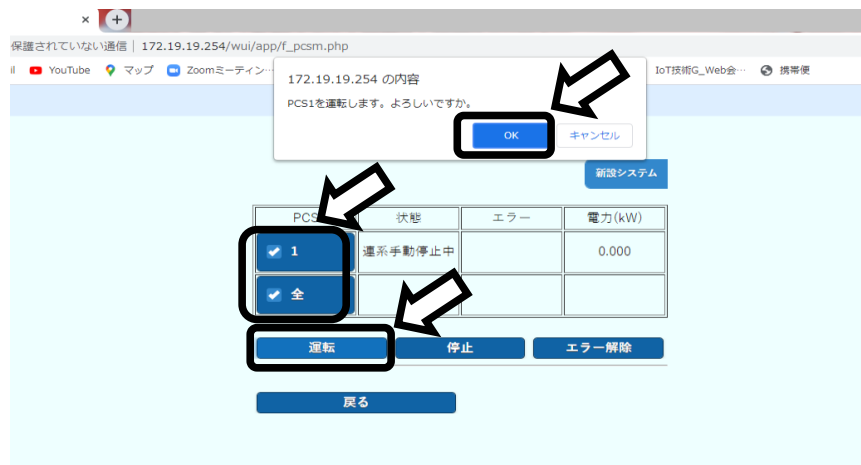 保護されていない通信 | 172.19.19.254/wui/app/f_pcsm.php
YouTube マップ Zoomミーティン… IoT技術G_Web会… 携帯便
172.19.19.254 の内容
PCS1を運転します。よろしいですか。
OK キャンセル
新設システム
PCS 状態 エラー 電力(kW)
1 連系手動停止中 0.000
全
運転 停止 エラー解除
戻る